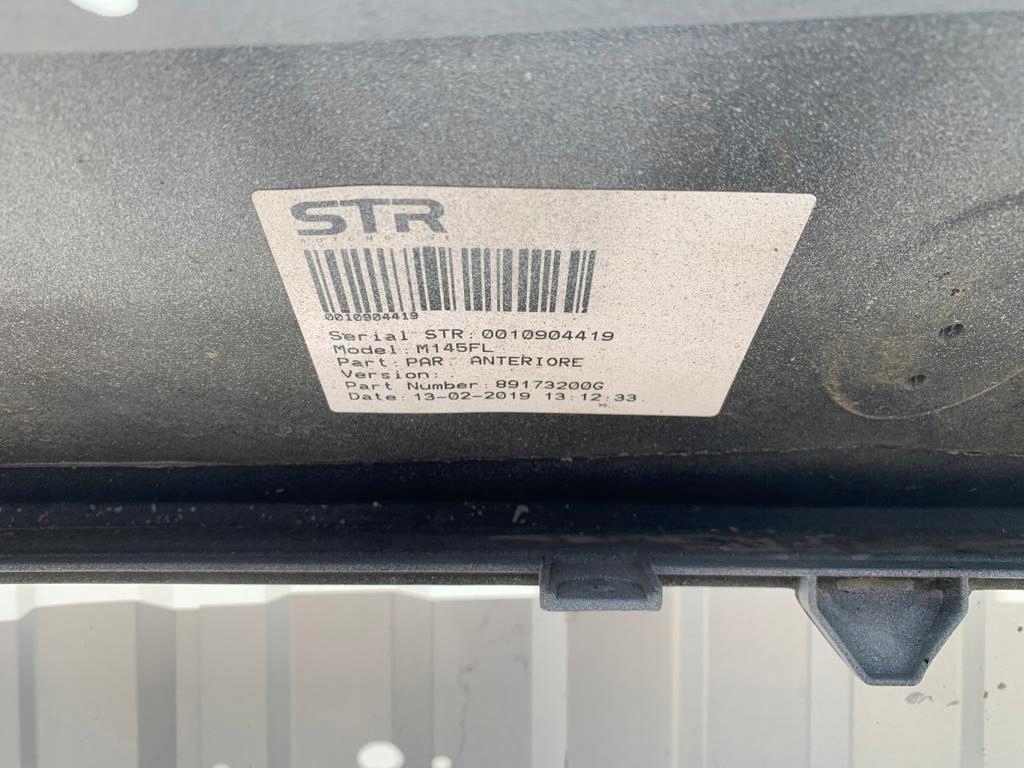 STR
AUTOMOTIVE
0010904419
Serial STR:0010904419
Model:M145FL
Part:PAR. ANTERIORE
Version:.
Part Number:89173200G
Date:13-02-2019 13:12:33.